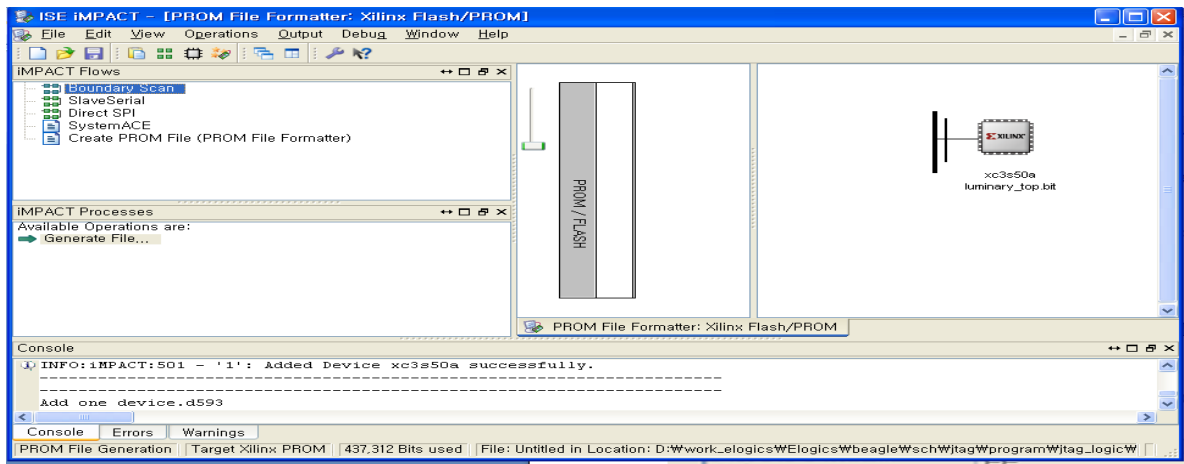 ISE iMPACT - [PROM File Formatter: Xilinx Flash/PROM]
File Edit View Operations Output Debug Window Help
iMPACT Flows
Boundary Scan
SlaveSerial
Direct SPI
SystemACE
Create PROM File (PROM File Formatter)
iMPACT Processes
Available Operations are:
Generate File...
PROM / FLASH
XILINX
xc3s50a
luminary_top.bit
PROM File Formatter: Xilinx Flash/PROM
Console
INFO:iMPACT:501 - '1': Added Device xc3s50a successfully.
----------------------------------------------------------------------
----------------------------------------------------------------------
Add one device.d593
Console Errors Warnings
PROM File Generation Target Xilinx PROM 437,312 Bits used File: Untitled in Location: D:₩work_elogics₩Elogics₩beagle₩sch₩jtag₩program₩jtag_logic₩